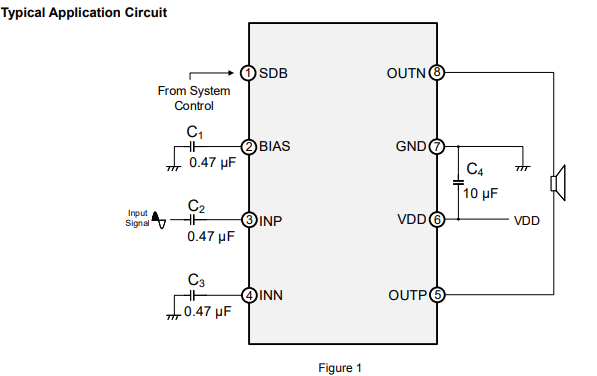 Typical Application Circuit
1 SDB
OUTN 8
From System
Control
C1
2 BIAS
GND 7
0.47 µF
C4
10 µF
C2
Input
Signal
3 INP
VDD 6
VDD
0.47 µF
C3
4 INN
OUTP 5
0.47 µF
Figure 1